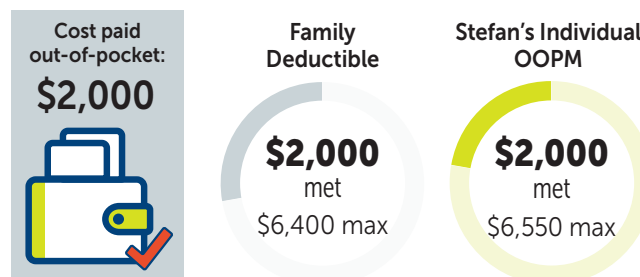 Cost paid
out-of-pocket:
$2,000
Family
Deductible
$2,000
met
$6,400 max
Stefan’s Individual
OOPM
$2,000
met
$6,550 max